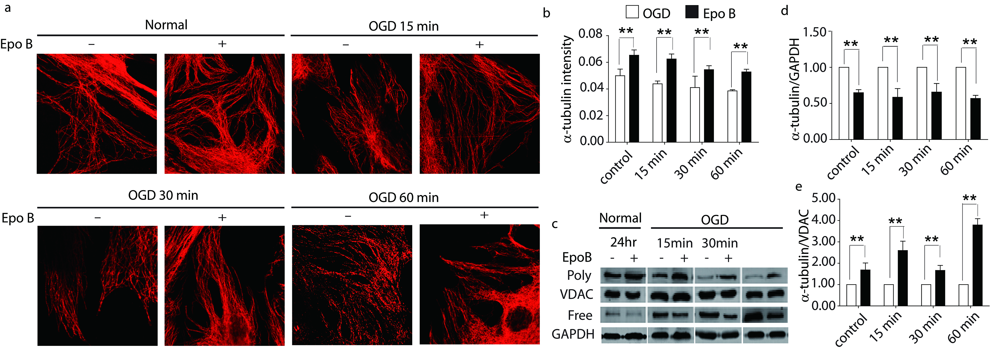 a
Normal
OGD 15 min
Epo B
–
+
–
+
OGD 30 min
OGD 60 min
Epo B
–
+
–
+
b
OGD
Epo B
α-tubulin intensity
0.08
0.06
0.04
0.02
0.00
**
**
**
**
control
15 min
30 min
60 min
c
Normal
OGD
24hr
15min
30min
EpoB
- + - + - +
Poly
VDAC
Free
GAPDH
d
α-tubulin/GAPDH
1.50
1.00
0.50
0.00
**
**
**
**
control
15 min
30 min
60 min
e
α-tubulin/VDAC
5.00
4.00
3.00
2.00
1.00
0.00
**
**
**
**
control
15 min
30 min
60 min